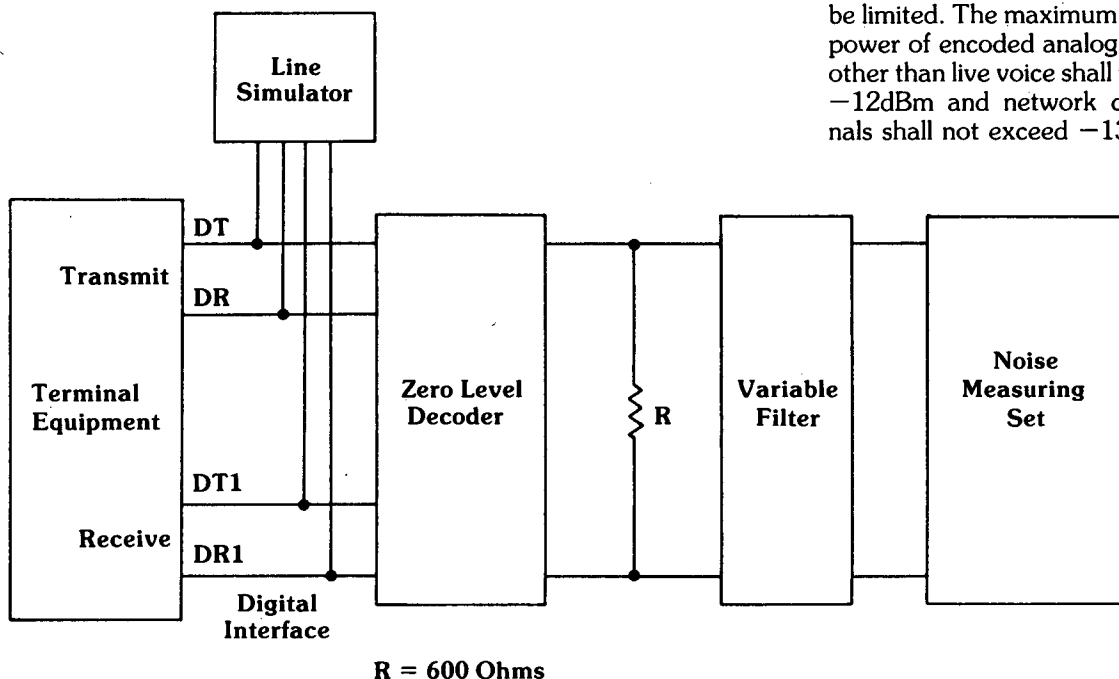 be limited. The maximum
power of encoded analog
other than live voice shall
−12dBm and network
nals shall not exceed
Line
Simulator
DT
Transmit
DR
Terminal
Equipment
DT1
Receive
DR1
Digital
Interface
Zero Level
Decoder
R
Variable
Filter
Noise
Measuring
Set
R = 600 Ohms